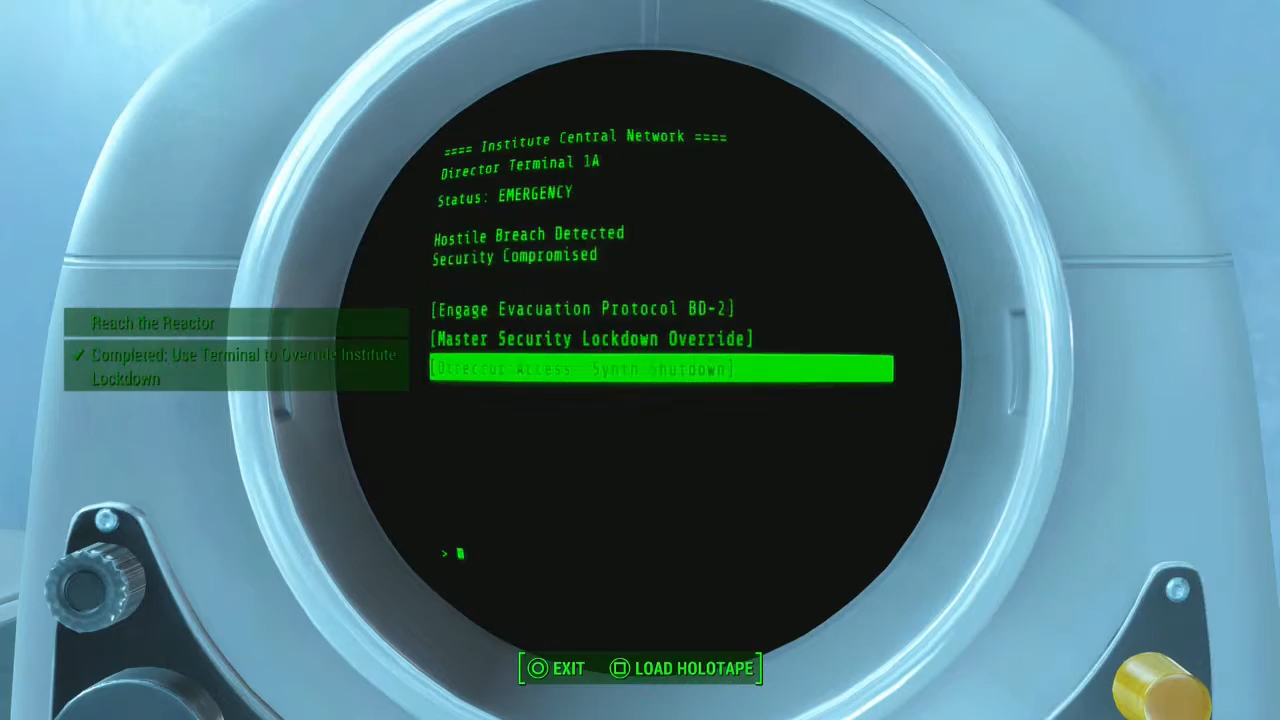 ==== Institute Central Network ====
Director Terminal 1A
Status: EMERGENCY
Hostile Breach Detected
Security Compromised
[Engage Evacuation Protocol BD-2]
[Master Security Lockdown Override]
[Director Access: Synth Shutdown]
Reach the Reactor
✓ Completed: Use Terminal to Override Institute
Lockdown
>
EXIT LOAD HOLOTAPE